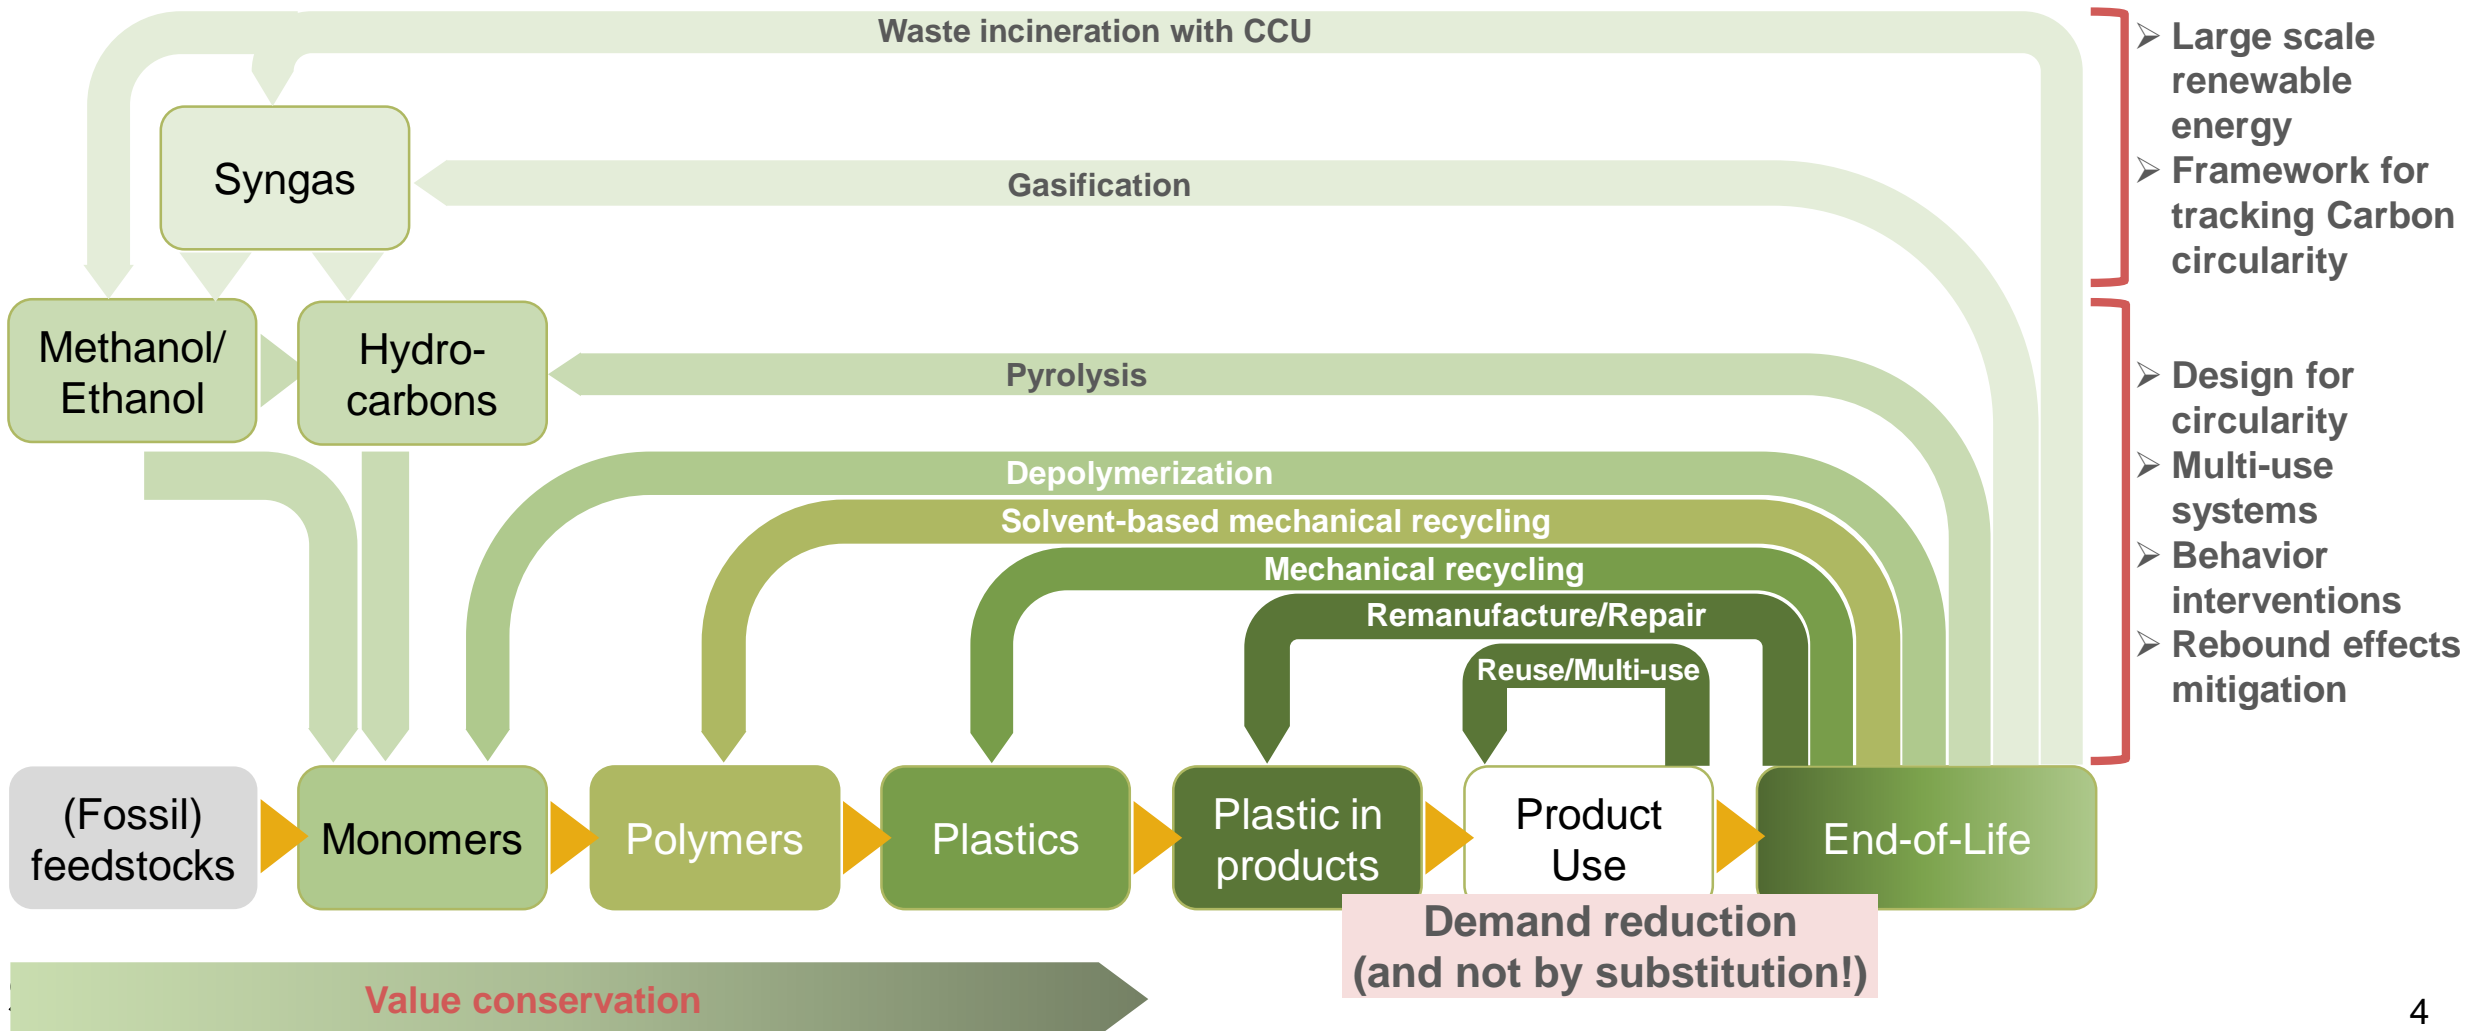 Waste incineration with CCU
Syngas
Gasification
Methanol/
Ethanol
Hydro-
carbons
Pyrolysis
Depolymerization
Solvent-based mechanical recycling
Mechanical recycling
Remanufacture/Repair
Reuse/Multi-use
(Fossil)
feedstocks
Monomers
Polymers
Plastics
Plastic in
products
Product
Use
End-of-Life
Demand reduction
(and not by substitution!)
Value conservation
➢ Large scale
renewable
energy
➢ Framework for
tracking Carbon
circularity
➢ Design for
circularity
➢ Multi-use
systems
➢ Behavior
interventions
➢ Rebound effects
mitigation
4